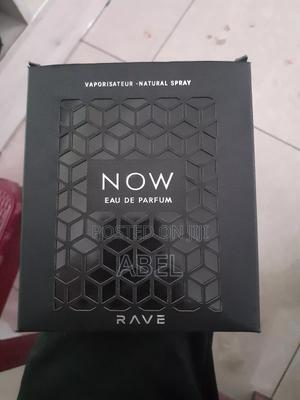 VAPORISATEUR - NATURAL SPRAY
NOW
EAU DE PARFUM
POSTED ON JIJI
ABEL
RAVE